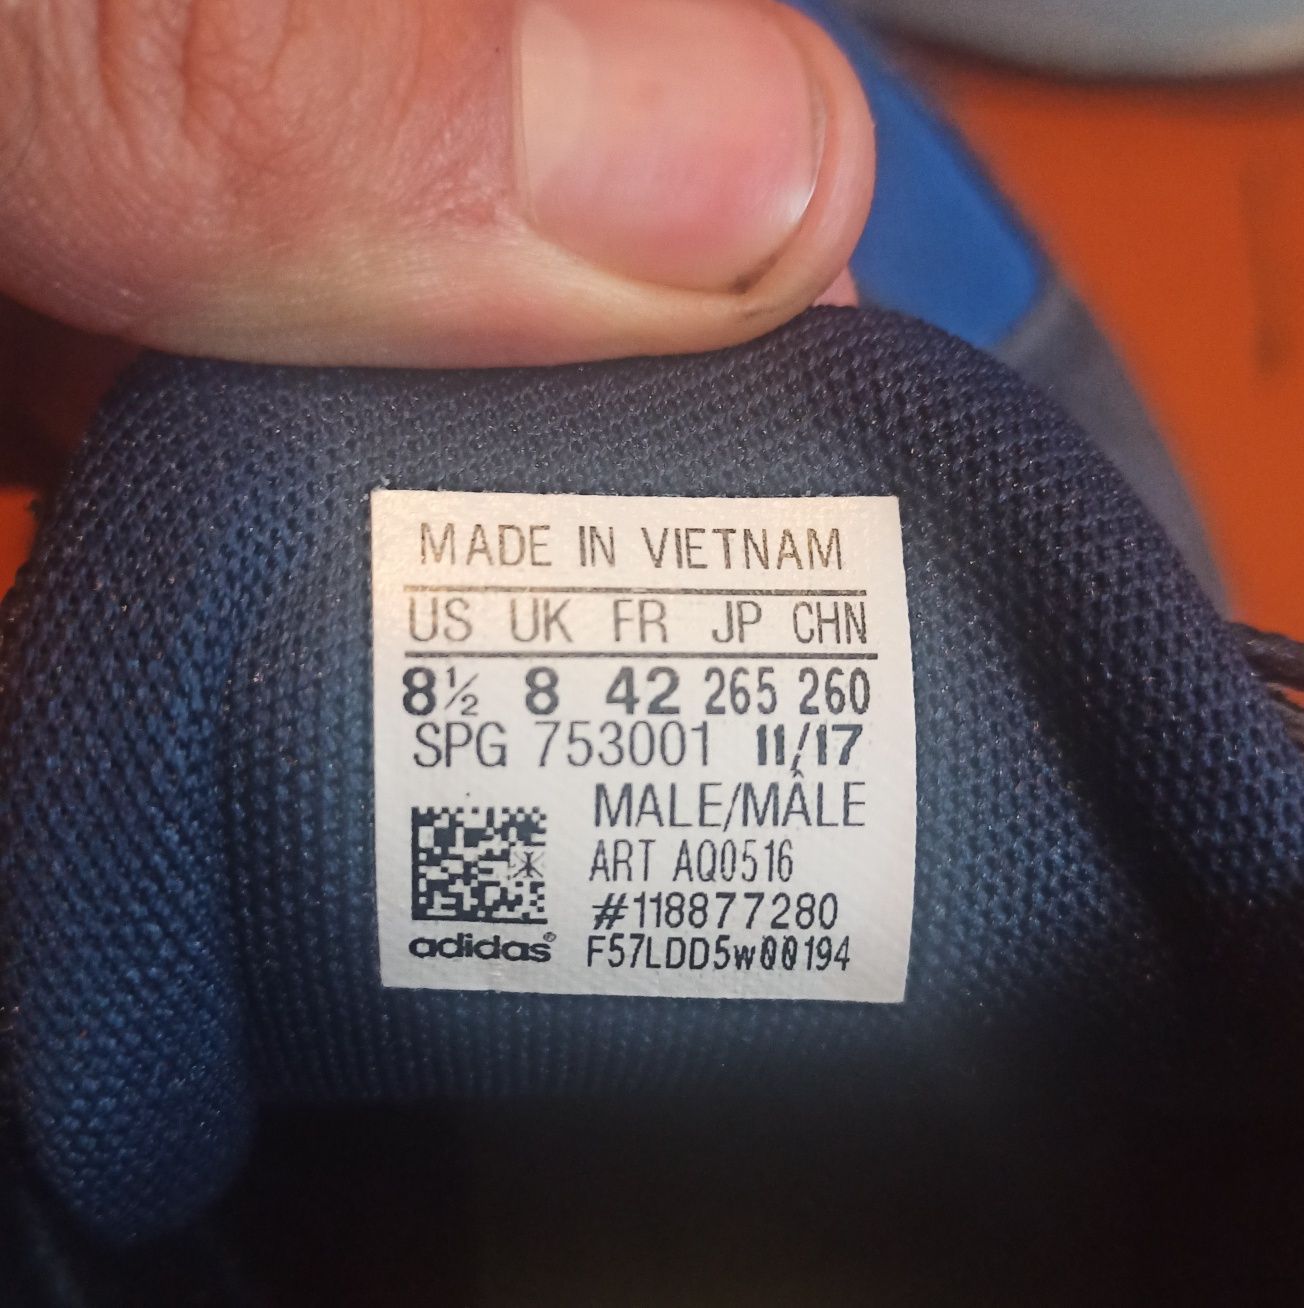 MADE IN VIETNAM
US UK FR JP CHN
8½ 8 42 265 260
SPG 753001 11/17
MALE/MÂLE
ART AQ0516
#118877280
adidas® F57LDD5w00194